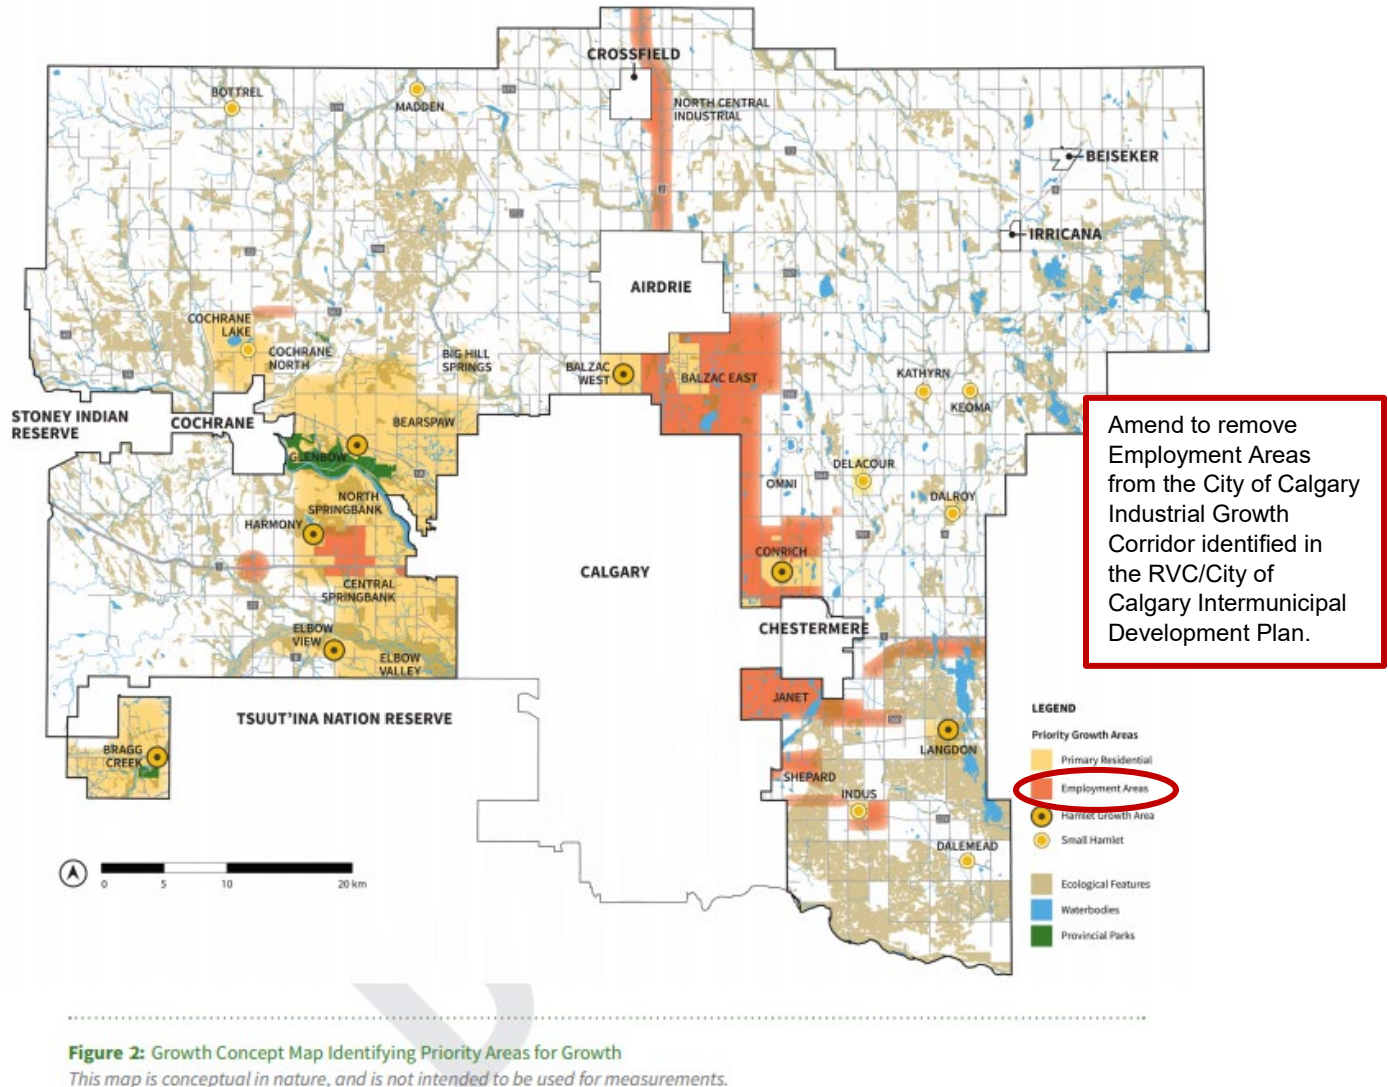 CROSSFIELD
BOTTREL
MADDEN
NORTH CENTRAL
INDUSTRIAL
BEISEKER
IRRICANA
AIRDRIE
COCHRANE
LAKE
COCHRANE
NORTH
BIG HILL
SPRINGS
BALZAC
WEST
BALZAC EAST
KATHYRN
KEOMA
STONEY INDIAN
RESERVE
COCHRANE
BEARSPAW
GLENBOW
NORTH
SPRINGBANK
HARMONY
OMNI
DELACOUR
DALROY
CONRICH
CALGARY
CENTRAL
SPRINGBANK
ELBOW
VIEW
ELBOW
VALLEY
CHESTERMERE
TSUUT'INA NATION RESERVE
BRAGG
CREEK
JANET
LANGDON
SHEPARD
INDUS
DALEMEAD
Amend to remove
Employment Areas
from the City of Calgary
Industrial Growth
Corridor identified in
the RVC/City of
Calgary Intermunicipal
Development Plan.
LEGEND
Priority Growth Areas
Primary Residential
Employment Areas
Hamlet Growth Area
Small Hamlet
Ecological Features
Waterbodies
Provincial Parks
A
0 5 10 20 km
Figure 2: Growth Concept Map Identifying Priority Areas for Growth
This map is conceptual in nature, and is not intended to be used for measurements.